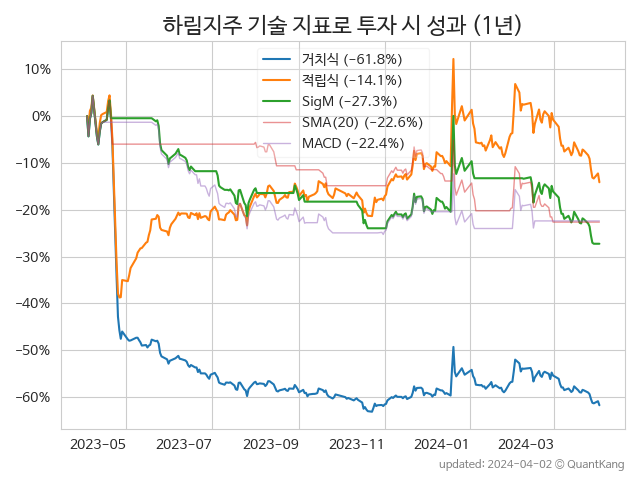 하림지주 기술 지표로 투자 시 성과 (1년)
거치식 (−61.8%)
적립식 (−14.1%)
SigM (−27.3%)
SMA(20) (−22.6%)
MACD (−22.4%)
10%
0%
−10%
−20%
−30%
−40%
−50%
−60%
2023-05 2023-07 2023-09 2023-11 2024-01 2024-03
updated: 2024-04-02 © QuantKang